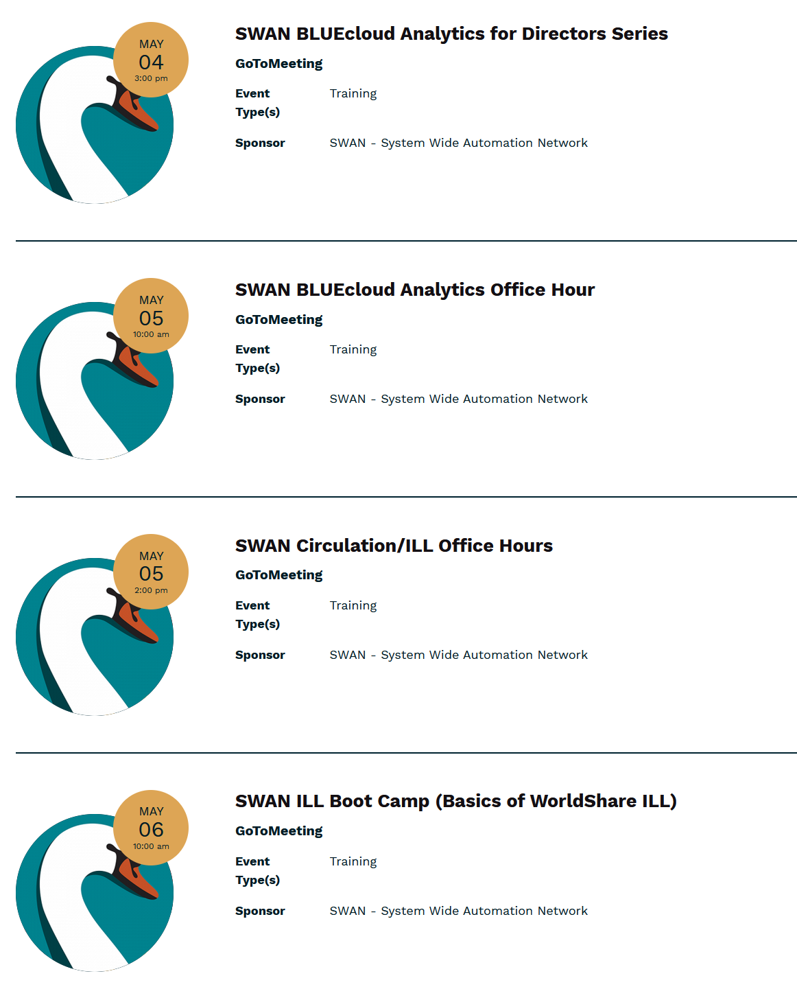 MAY
04
3:00 pm
SWAN BLUEcloud Analytics for Directors Series
GoToMeeting
Event Type(s) Training
Sponsor SWAN - System Wide Automation Network
MAY
05
10:00 am
SWAN BLUEcloud Analytics Office Hour
GoToMeeting
Event Type(s) Training
Sponsor SWAN - System Wide Automation Network
MAY
05
2:00 pm
SWAN Circulation/ILL Office Hours
GoToMeeting
Event Type(s) Training
Sponsor SWAN - System Wide Automation Network
MAY
06
10:00 am
SWAN ILL Boot Camp (Basics of WorldShare ILL)
GoToMeeting
Event Type(s) Training
Sponsor SWAN - System Wide Automation Network